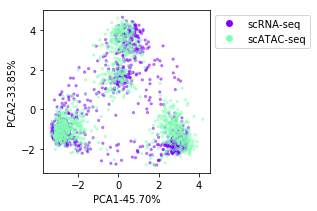 scRNA-seq
scATAC-seq
PCA2-33.85%
4
2
0
−2
−2
0
2
4
PCA1-45.70%